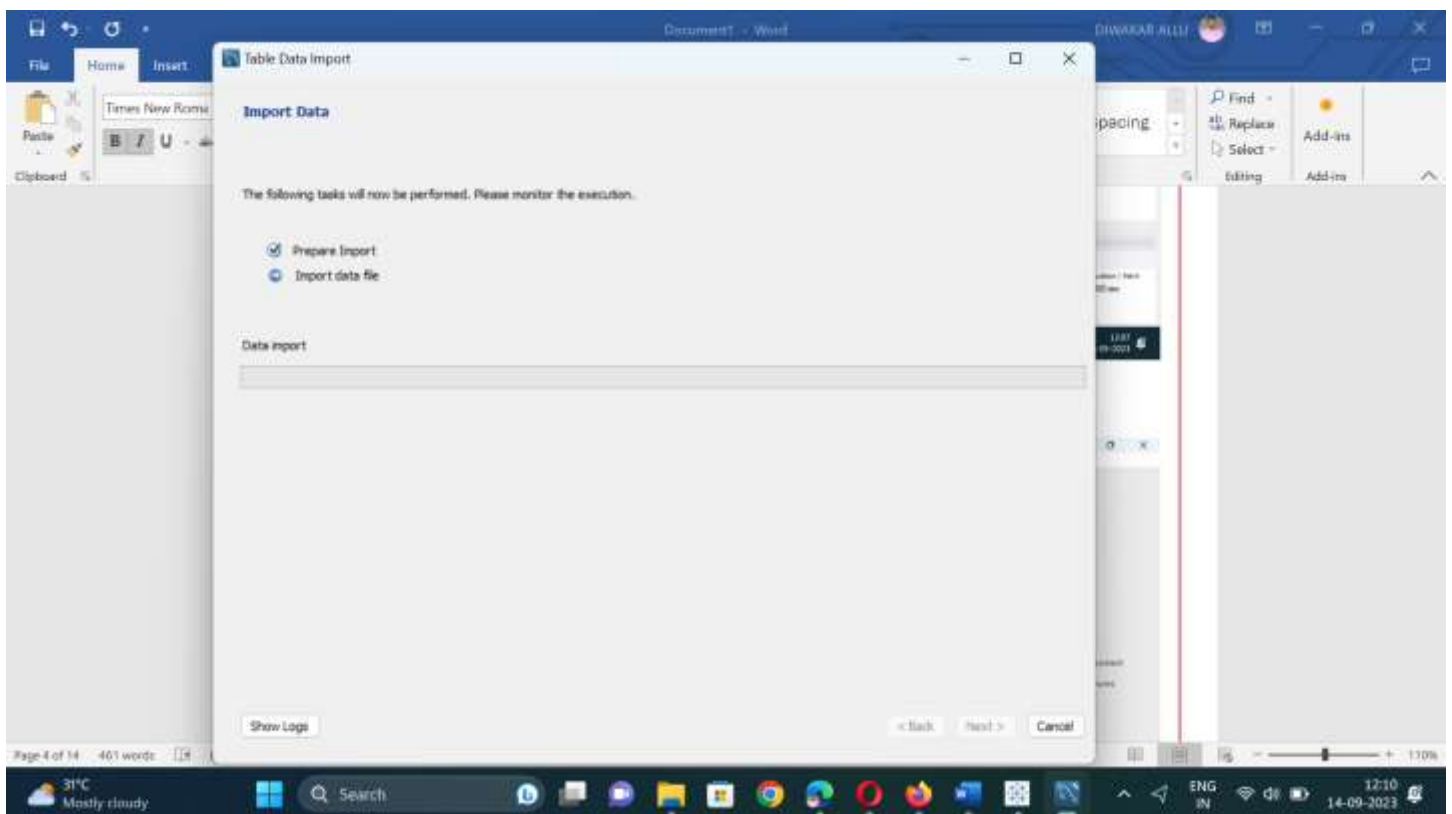 Document1 - Word
DIWAKAR ALLU
File Home Insert
Table Data Import
Times New Roma
Import Data
Paste
B I U
spacing
Find
Replace
Select
Add-ins
Clipboard
Editing
Add-ins
The following tasks will now be performed. Please monitor the execution.
Prepare Import
Import data file
Data import
Show Logs
< Back
Next >
Cancel
Page 4 of 14 461 words
110%
31°C
Mostly cloudy
Search
ENG
IN
12:10
14-09-2023